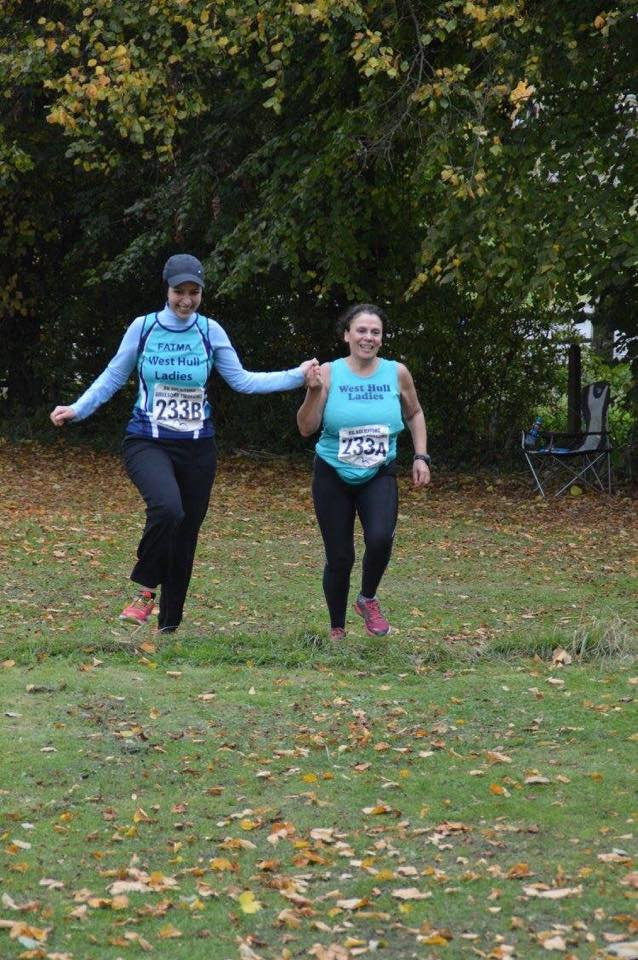 FATMA
West Hull
Ladies
233B
West Hull
Ladies
233A